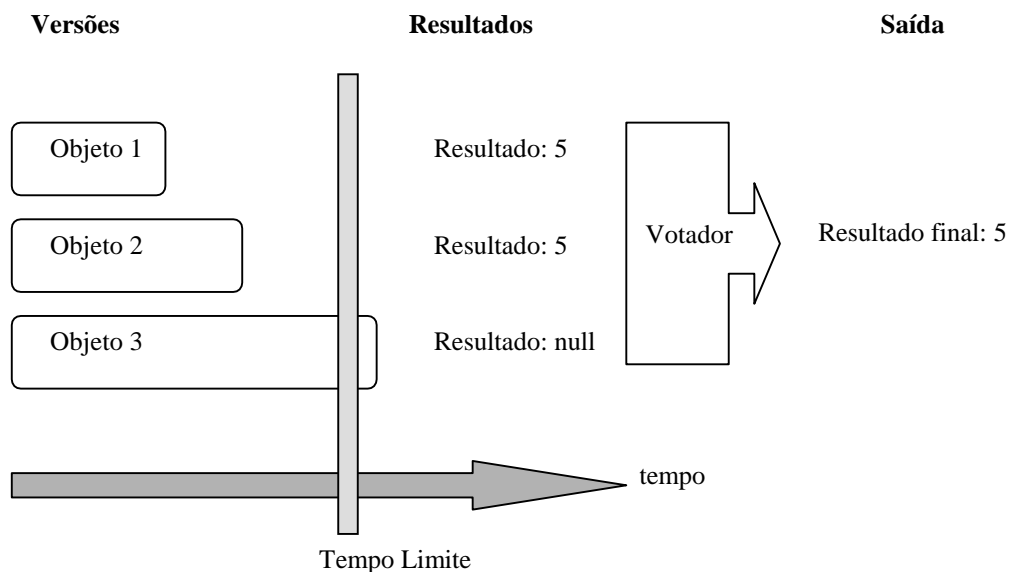 Versões Resultados Saída
Objeto 1 Resultado: 5
Objeto 2 Resultado: 5 Votador Resultado final: 5
Objeto 3 Resultado: null
tempo
Tempo Limite